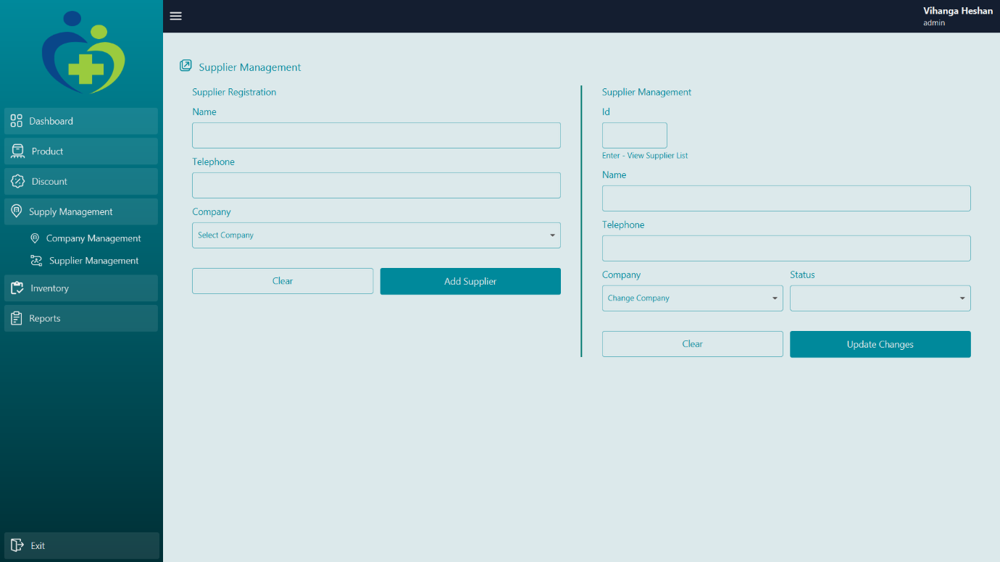 Vihanga Heshan
admin
Dashboard
Product
Discount
Supply Management
Company Management
Supplier Management
Inventory
Reports
Exit
Supplier Management
Supplier Registration
Name
Telephone
Company
Select Company
Clear
Add Supplier
Supplier Management
Id
Enter - View Supplier List
Name
Telephone
Company
Status
Change Company
Clear
Update Changes